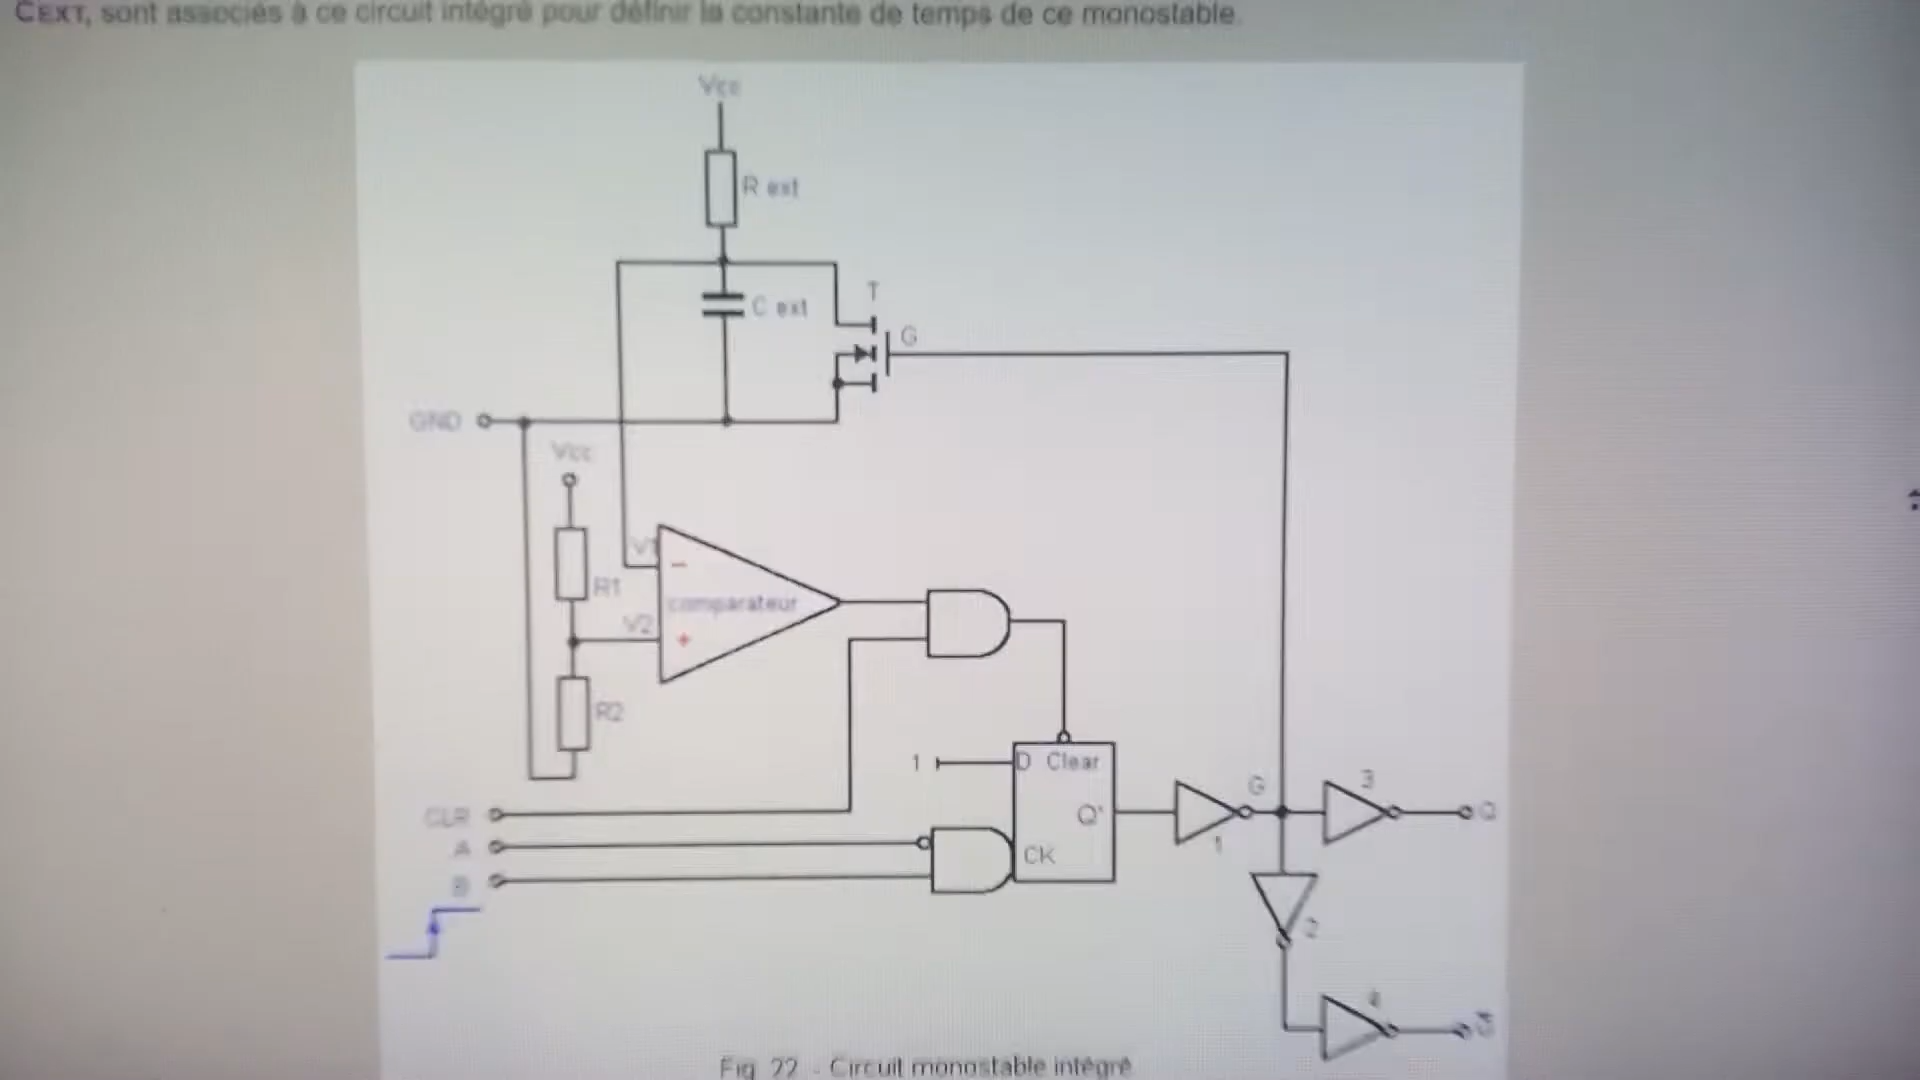 CEXT, sont associés à ce circuit intégré pour définir la constante de temps de ce monostable.
Vcc
R ext
C ext
T
G
GND
Vcc
V1
−
R1
comparateur
V2
+
R2
1
D Clear
Q'
CK
CLR
A
B
G
1
3
Q
2
4
Q̅
Fig. 22 - Circuit monostable intégré